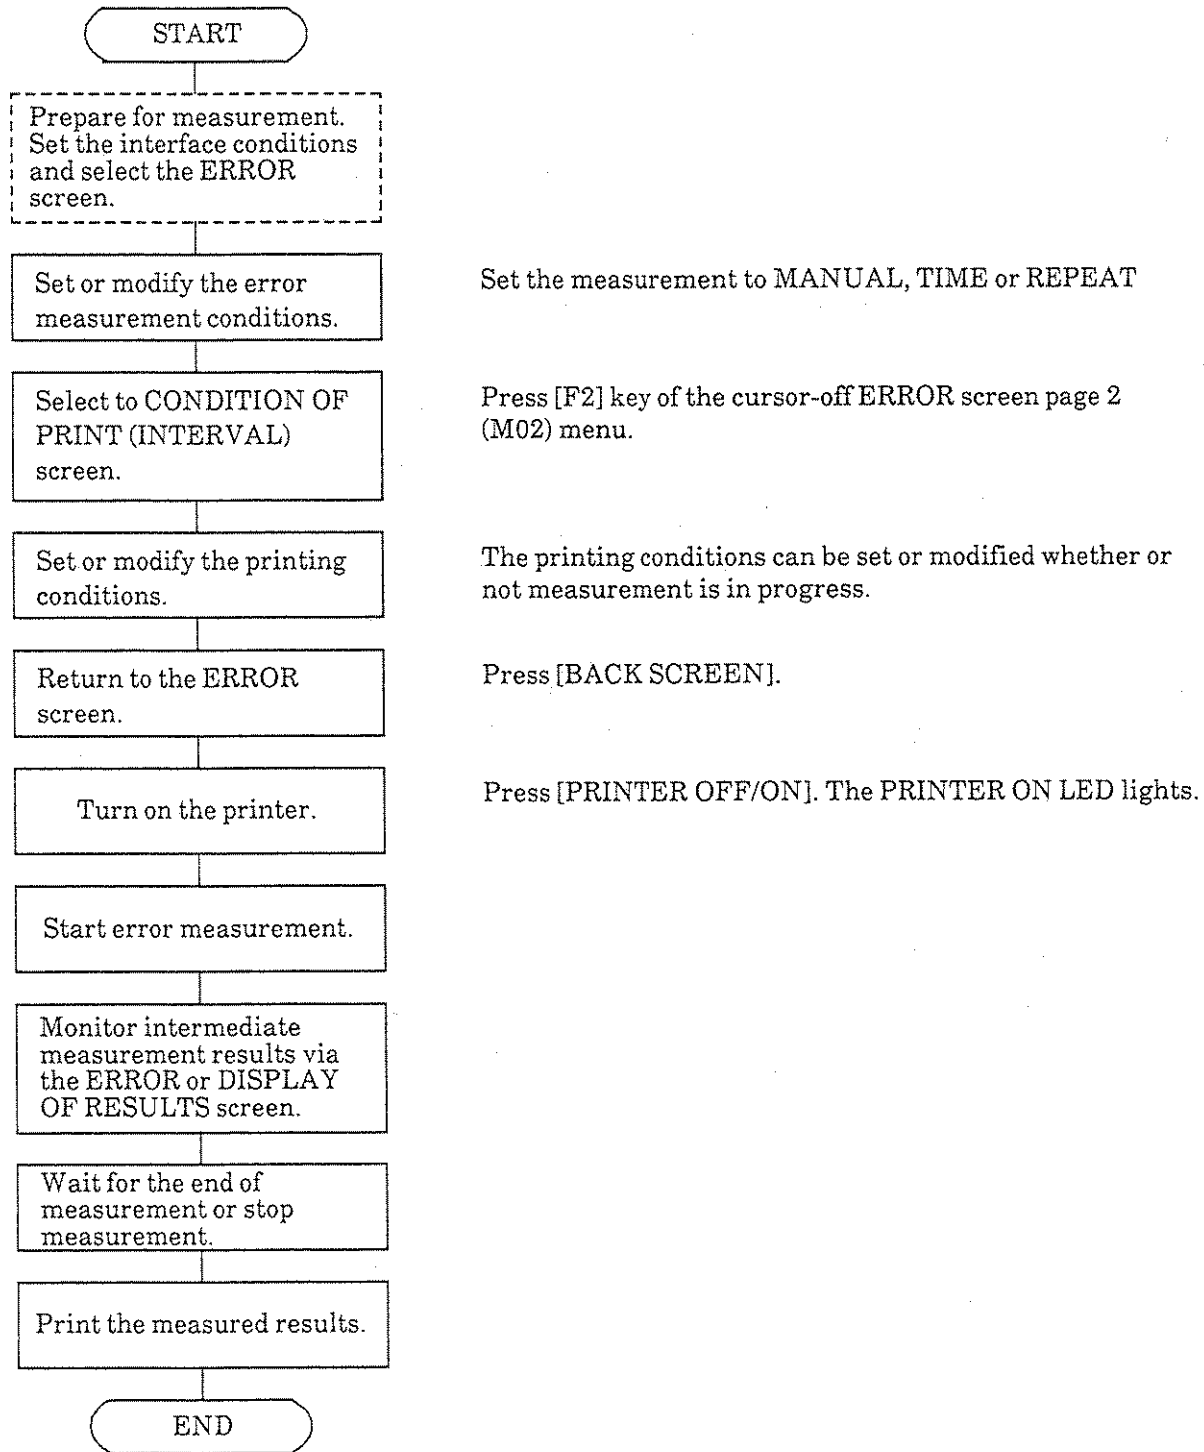 START
Prepare for measurement.
Set the interface conditions
and select the ERROR
screen.
Set or modify the error
measurement conditions.
Set the measurement to MANUAL, TIME or REPEAT
Select to CONDITION OF
PRINT (INTERVAL)
screen.
Press [F2] key of the cursor-off ERROR screen page 2
(M02) menu.
Set or modify the printing
conditions.
The printing conditions can be set or modified whether or
not measurement is in progress.
Return to the ERROR
screen.
Press [BACK SCREEN].
Turn on the printer.
Press [PRINTER OFF/ON]. The PRINTER ON LED lights.
Start error measurement.
Monitor intermediate
measurement results via
the ERROR or DISPLAY
OF RESULTS screen.
Wait for the end of
measurement or stop
measurement.
Print the measured results.
END